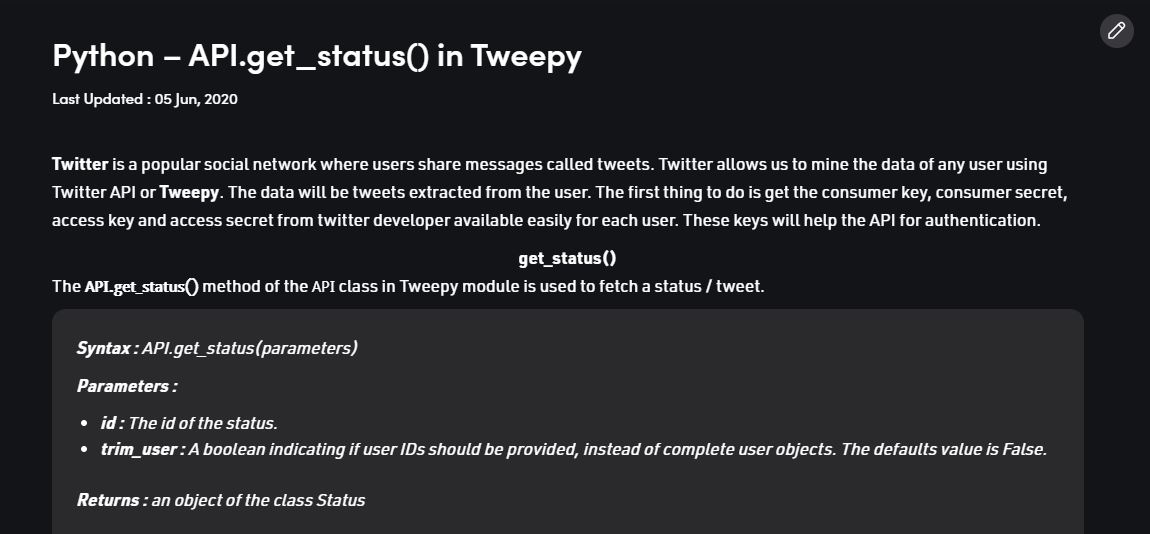 Python – API.get_status() in Tweepy
Last Updated : 05 Jun, 2020
Twitter is a popular social network where users share messages called tweets. Twitter allows us to mine the data of any user using
Twitter API or Tweepy. The data will be tweets extracted from the user. The first thing to do is get the consumer key, consumer secret,
access key and access secret from twitter developer available easily for each user. These keys will help the API for authentication.
get_status()
The API.get_status() method of the API class in Tweepy module is used to fetch a status / tweet.
Syntax : API.get_status(parameters)
Parameters :
• id : The id of the status.
• trim_user : A boolean indicating if user IDs should be provided, instead of complete user objects. The defaults value is False.
Returns : an object of the class Status